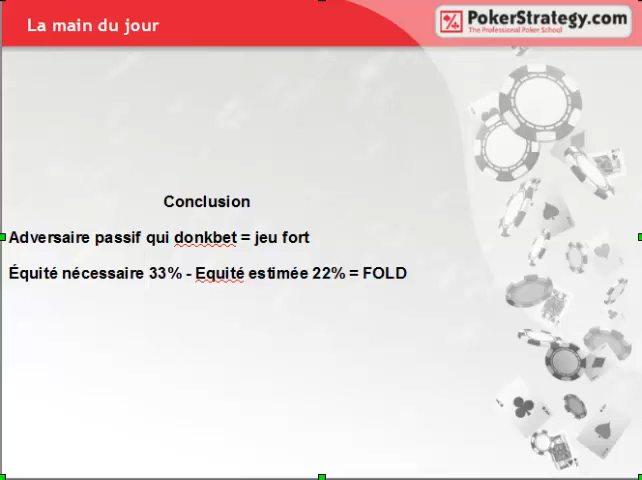 La main du jour
PokerStrategy.com
The Professional Poker School
Conclusion
Adversaire passif qui donkbet = jeu fort
Équité nécessaire 33% - Equité estimée 22% = FOLD